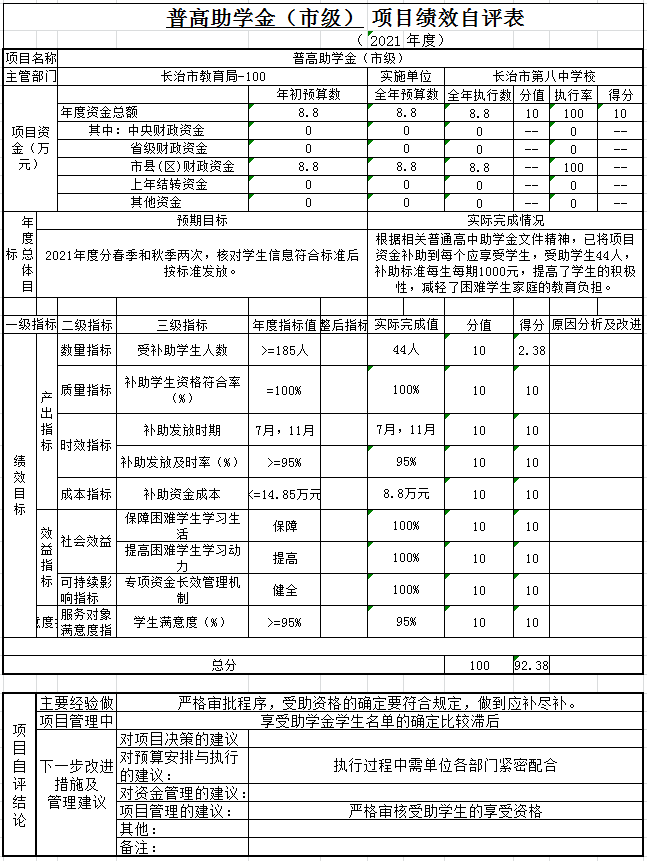 普高助学金（市级） 项目绩效自评表
（ 2021 年度）
项目名称 普高助学金（市级）
主管部门 长治市教育局-100 实施单位 长治市第八中学校
项目资金（万元） 年初预算数 全年预算数 全年执行数 分值 执行率 得分
年度资金总额 8.8 8.8 8.8 10 100 10
其中：中央财政资金 0 0 0 -- 0 --
省级财政资金 0 0 0 -- 0 --
市县(区)财政资金 8.8 8.8 8.8 -- 100 --
上年结转资金 0 0 0 -- 0 --
其他资金 0 0 0 -- 0 --
年度总体目标 预期目标 实际完成情况
2021年度分春季和秋季两次，核对学生信息符合标准后按标准发放。
根据相关普通高中助学金文件精神，已将项目
资金补助到每个应享受学生，受助学生44人，
补助标准每生每期1000元，提高了学生的积极
性，减轻了困难学生家庭的教育负担。
一级指标 二级指标 三级指标 年度指标值 整后指标 实际完成值 分值 得分 原因分析及改进
绩效目标
产出指标
数量指标 受补助学生人数 >=185人 44人 10 2.38
质量指标 补助学生资格符合率（%） =100% 100% 10 10
时效指标 补助发放时期 7月，11月 7月，11月 10 10
补助发放及时率（%） >=95% 95% 10 10
成本指标 补助资金成本 <=14.85万元 8.8万元 10 10
效益指标
社会效益 保障困难学生学习生活 保障 100% 10 10
提高困难学生学习动力 提高 100% 10 10
可持续影响指标 专项资金长效管理机制 健全 100% 10 10
意度 服务对象满意度指 学生满意度（%） >=95% 95% 10 10
总分 100 92.38
项目自评结论
主要经验做 严格审批程序，受助资格的确定要符合规定，做到应补尽补。
项目管理中 享受助学金学生名单的确定比较滞后
下一步改进措施及管理建议
对项目决策的建议
对预算安排与执行的建议： 执行过程中需单位各部门紧密配合
对资金管理的建议：
项目管理的建议： 严格审核受助学生的享受资格
其他：
备注：